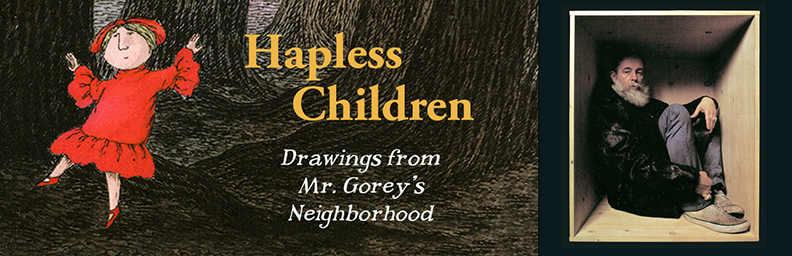 Hapless
Children
Drawings from
Mr. Gorey's
Neighborhood